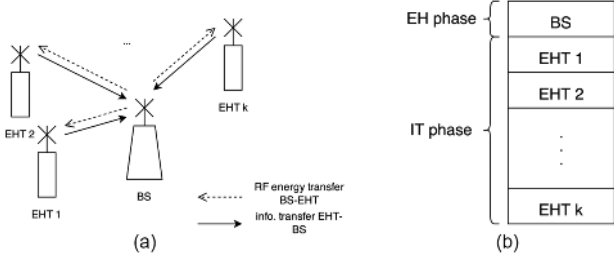 ...
EHT k
EHT 2
EHT 1
BS
RF energy transfer
BS-EHT
info. transfer EHT-
BS
(a)
EH phase
BS
EHT 1
EHT 2
IT phase
.
.
.
EHT k
(b)